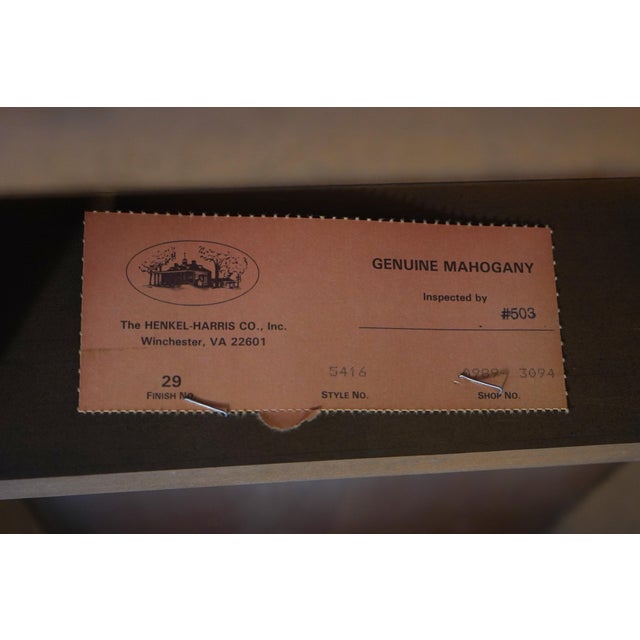 The HENKEL-HARRIS CO., Inc.
Winchester, VA 22601
GENUINE MAHOGANY
Inspected by
#503
29
FINISH NO.
5416
STYLE NO.
3094
SHOP NO.